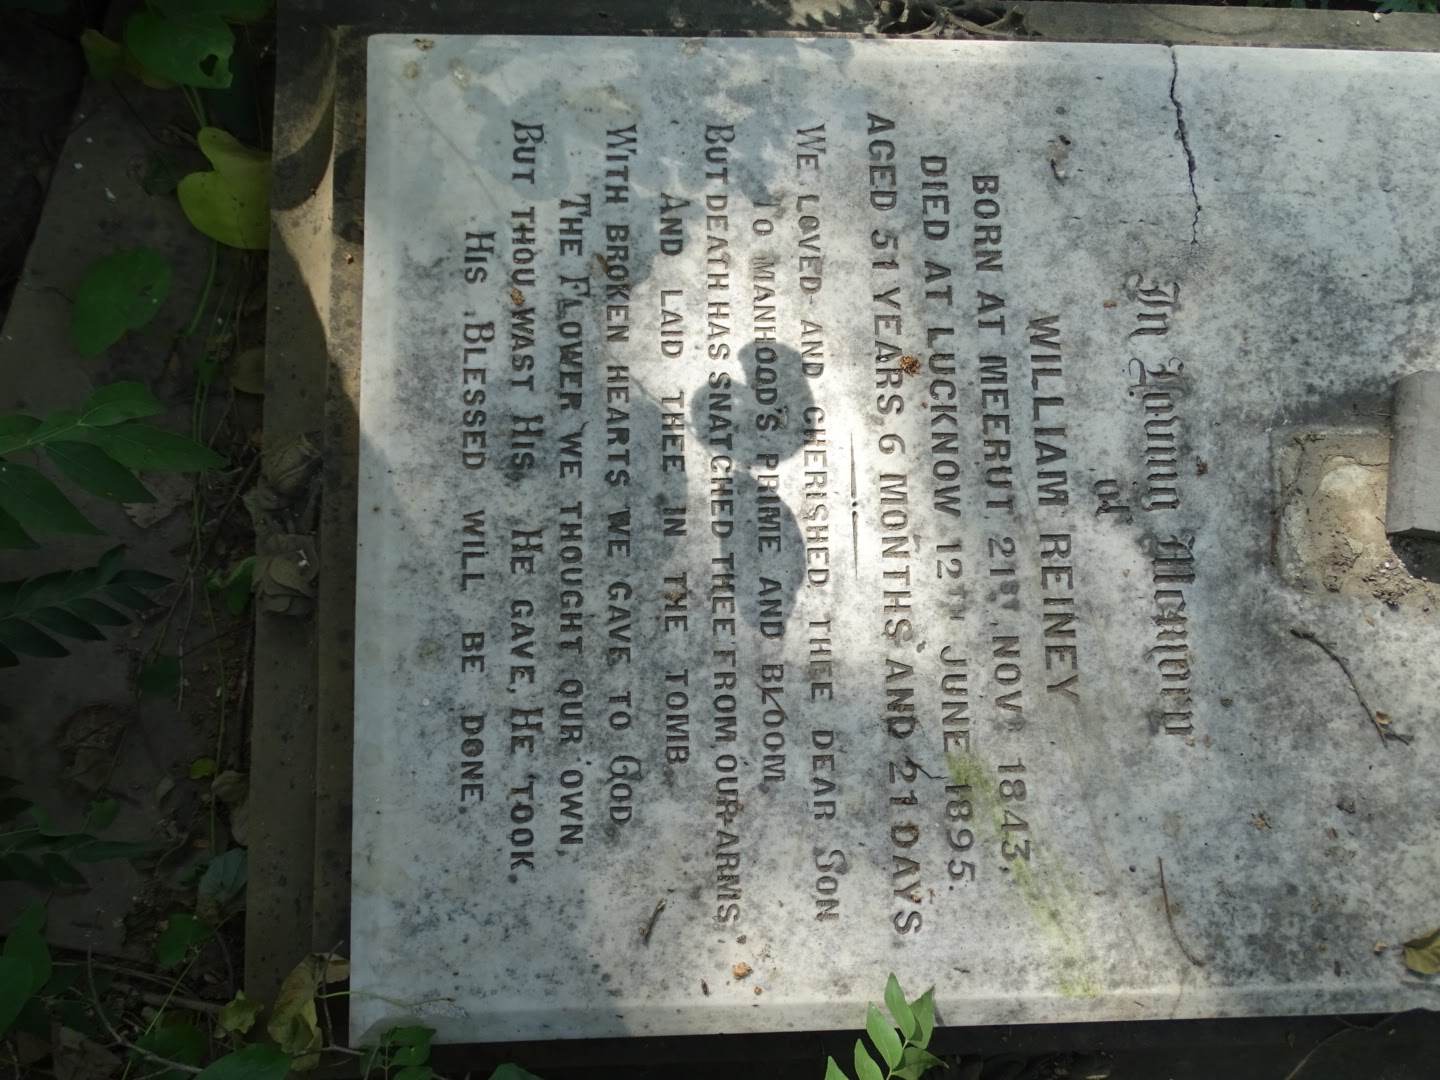 In Loving Memory
of
WILLIAM REINEY
BORN AT MEERUT 21ST NOVR 1843,
DIED AT LUCKNOW 12TH JUNE 1895.
AGED 51 YEARS, 6 MONTHS AND 21 DAYS
WE LOVED AND CHERISHED THEE DEAR SON
TO MANHOOD'S PRIME AND BLOOM,
BUT DEATH HAS SNATCHED THEE FROM OUR ARMS
AND LAID THEE IN THE TOMB
WITH BROKEN HEARTS WE GAVE TO GOD
THE FLOWER WE THOUGHT OUR OWN,
BUT THOU WAST HIS HE GAVE, HE TOOK,
HIS BLESSED WILL BE DONE.